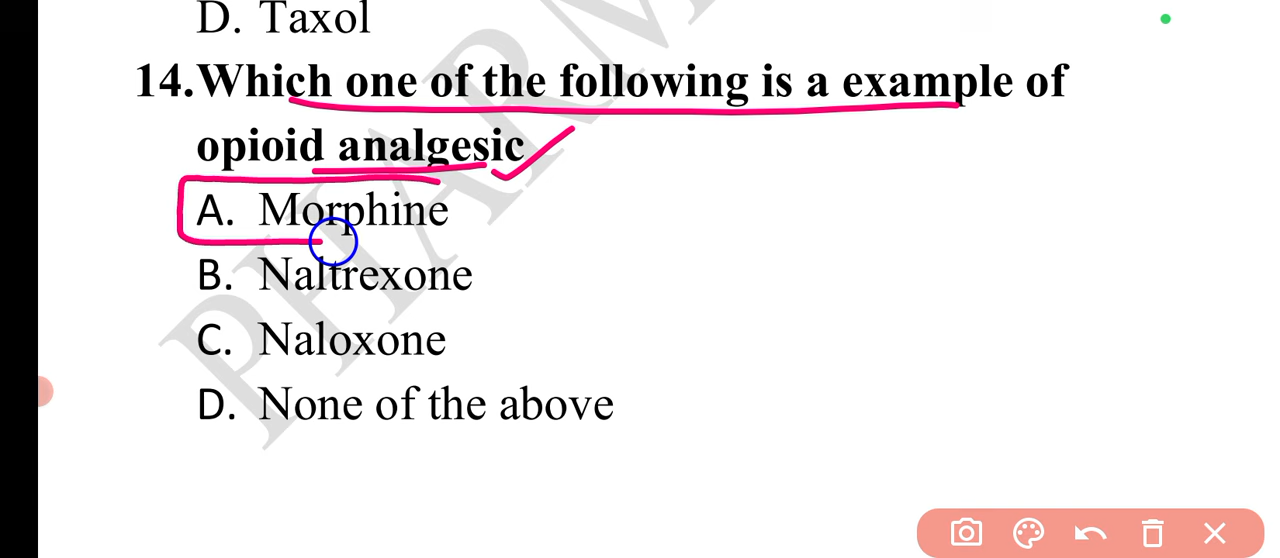 D. Taxol
14.Which one of the following is a example of
opioid analgesic
A. Morphine
B. Naltrexone
C. Naloxone
D. None of the above
PHARM